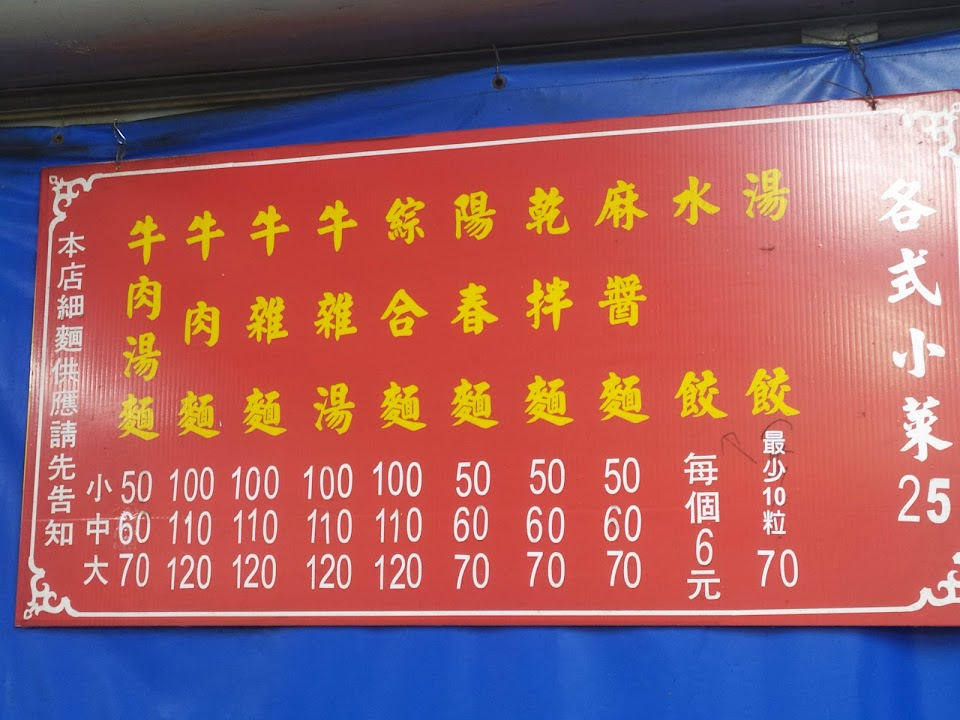 本店細麵供應請先告知
牛肉湯麵
牛肉麵
牛雜麵
牛雜湯
綜合麵
陽春麵
乾拌麵
麻醬麵
水餃
湯餃
小 50 100 100 100 100 50 50 50
中 60 110 110 110 110 60 60 60
大 70 120 120 120 120 70 70 70
每個6元
最少10粒
70
各式小菜25